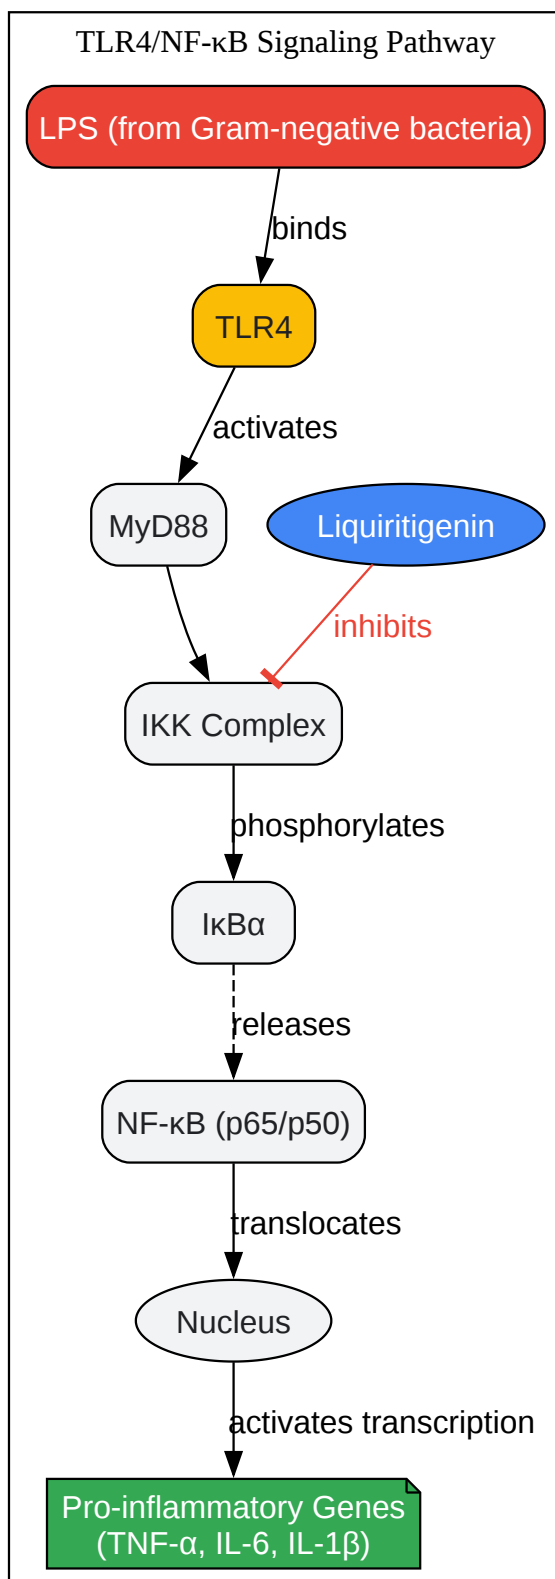 TLR4/NF-κB Signaling Pathway
LPS (from Gram-negative bacteria)
binds
TLR4
activates
MyD88
Liquiritigenin
inhibits
IKK Complex
phosphorylates
IκBα
releases
NF-κB (p65/p50)
translocates
Nucleus
activates transcription
Pro-inflammatory Genes
(TNF-α, IL-6, IL-1β)